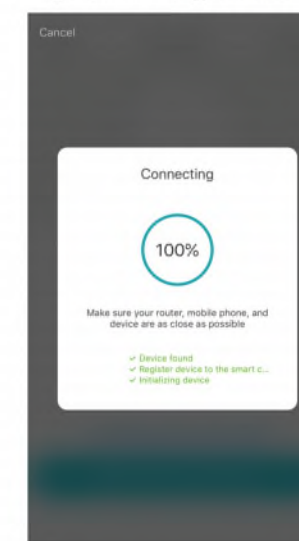 Cancel
Connecting
100%
Make sure your router, mobile phone, and
device are as close as possible
✓ Device found
✓ Register device to the smart c...
✓ Initializing device